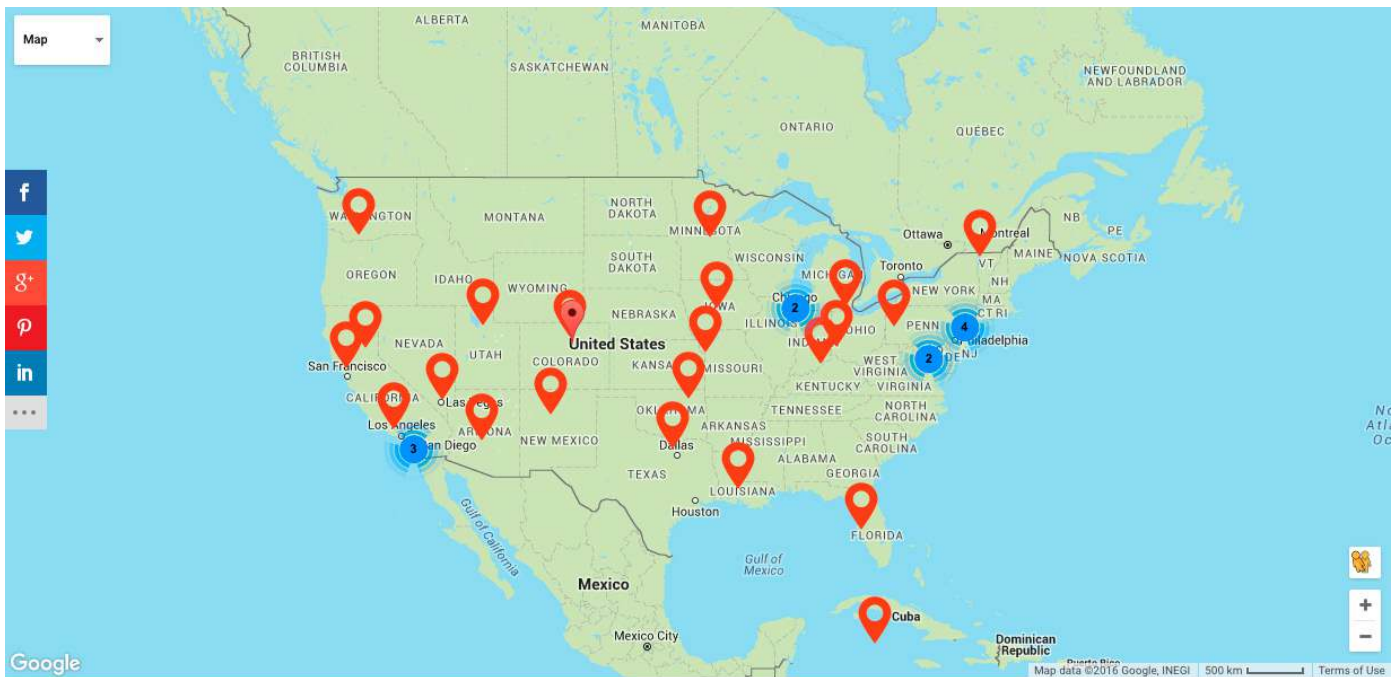 Map
ALBERTA
MANITOBA
BRITISH
COLUMBIA
SASKATCHEWAN
NEWFOUNDLAND
AND LABRADOR
ONTARIO
QUÉBEC
f
g+
in
WASHINGTON
MONTANA
NORTH
DAKOTA
MINNESOTA
Ottawa
Montreal
NB
PE
MAINE
NOVA SCOTIA
VT
NH
OREGON
IDAHO
WYOMING
SOUTH
DAKOTA
WISCONSIN
MICHIGAN
Toronto
NEW YORK
MA
CT RI
NEBRASKA
IOWA
Chicago
2
ILLINOIS
OHIO
PENN
4
Philadelphia
NEVADA
UTAH
United States
COLORADO
KANSAS
MISSOURI
INDIANA
WEST
VIRGINIA
2
DE
NJ
San Francisco
KENTUCKY
VIRGINIA
CALIFORNIA
Las Vegas
OKLAHOMA
TENNESSEE
NORTH
CAROLINA
Los Angeles
ARIZONA
NEW MEXICO
ARKANSAS
3
San Diego
Dallas
MISSISSIPPI
SOUTH
CAROLINA
ALABAMA
TEXAS
GEORGIA
LOUISIANA
Houston
FLORIDA
Gulf of
California
Gulf of
Mexico
Mexico
Cuba
Mexico City
Dominican
Republic
Puerto Rico
Google
Map data ©2016 Google, INEGI
500 km
Terms of Use